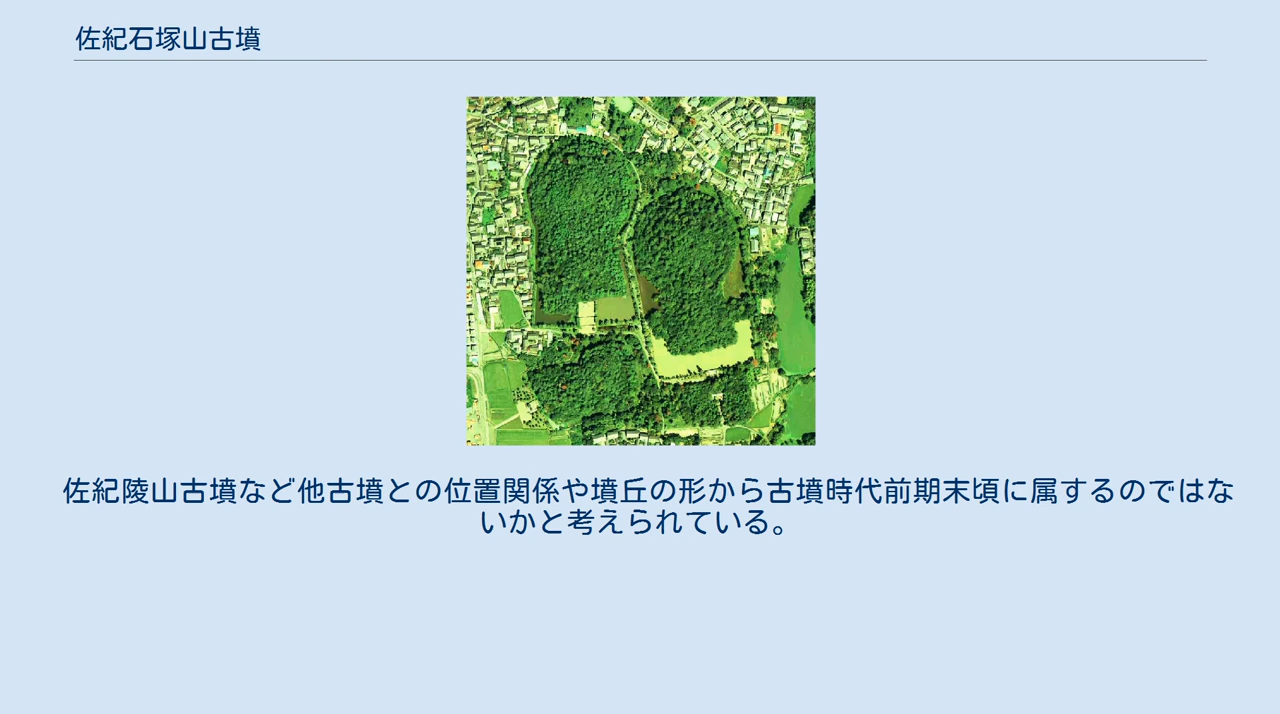 佐紀石塚山古墳
佐紀陵山古墳など他古墳との位置関係や墳丘の形から古墳時代前期末頃に属するのではな
いかと考えられている。